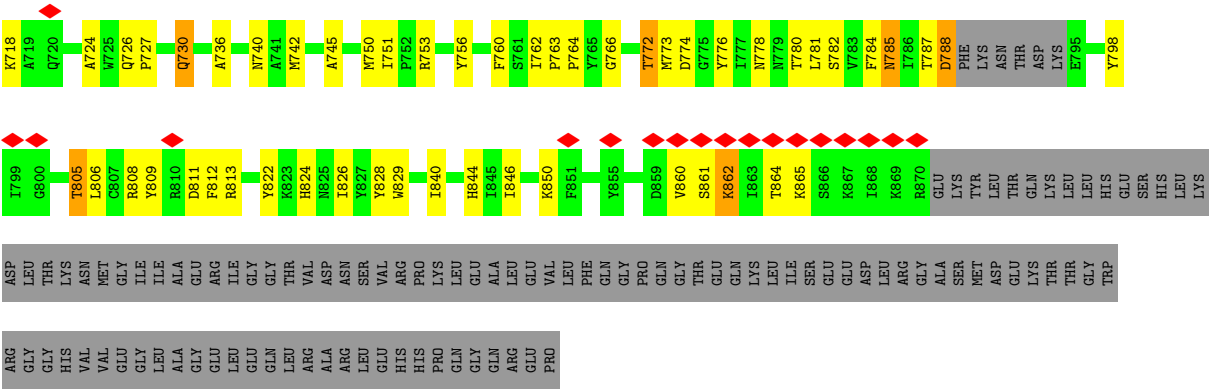 K718 A719 Q720 A724 W725 Q726 P727 Q730 A736 N740 A741 M742 A745 M750 I751 P752 R753 Y756 F760 S761 I762 P763 P764 Y765 G766 T772 M773 D774 G775 Y776 I777 N778 N779 T780 L781 S782 V783 F784 N785 I786 T787 D788 PHE LYS ASN THR ASP LYS E795 Y798
I799 G800 T805 L806 C807 R808 Y809 R810 D811 F812 R813 Y822 K823 H824 N825 I826 Y827 Y828 W829 I840 H844 I845 I846 K850 F851 Y855 D859 V860 S861 K862 I863 T864 K865 S866 K867 I868 K869 R870 GLU LYS TYR LEU THR GLN LYS LEU LEU HIS GLU SER HIS LEU LYS
ASP LEU THR LYS ASN MET GLY ILE ILE ALA GLU ARG ILE GLY GLY THR VAL ASP ASN SER VAL ARG PRO LYS LEU GLU ALA LEU GLU VAL LEU PHE GLN GLY PRO GLN GLY THR GLU GLN LYS LEU ILE SER GLU GLU ASP LEU ARG GLY ALA SER MET ASP GLU LYS THR THR GLY TRP
ARG GLY GLY HIS VAL VAL GLU GLY LEU ALA GLY GLU LEU GLU GLN LEU ARG ALA ARG LEU GLU HIS HIS PRO GLN GLY GLN ARG GLU PRO